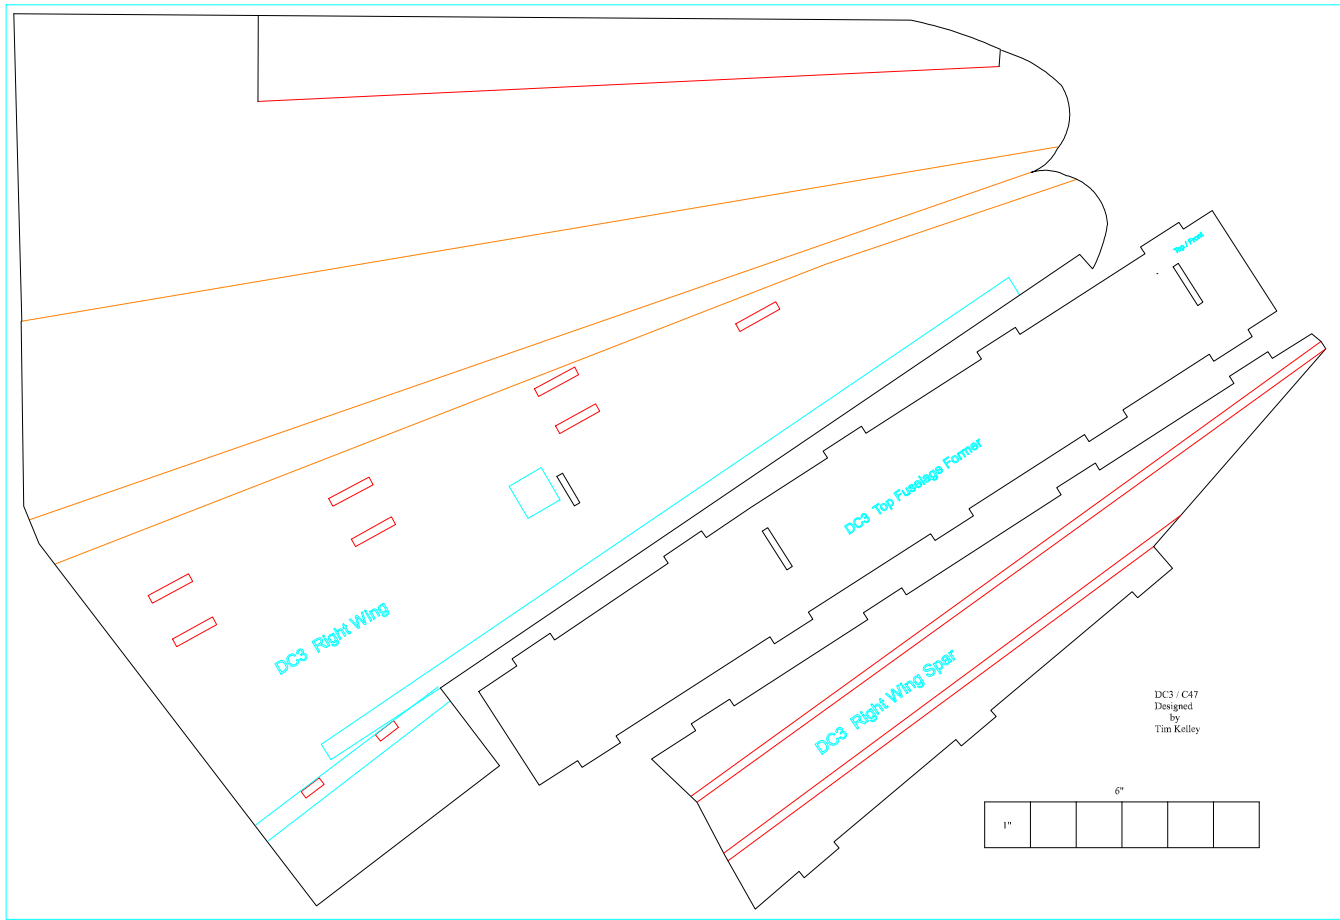 Top / Front
DC3 Top Fuselage Former
DC3 Right Wing
DC3 Right Wing Spar
DC3 / C47
Designed
by
Tim Kelley
6"
1"